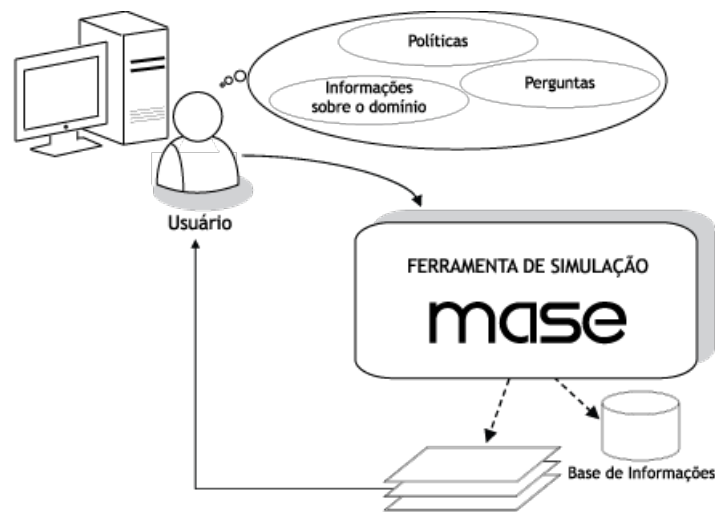 Políticas
Informações
sobre o domínio
Perguntas
Usuário
FERRAMENTA DE SIMULAÇÃO
mase
Base de Informações